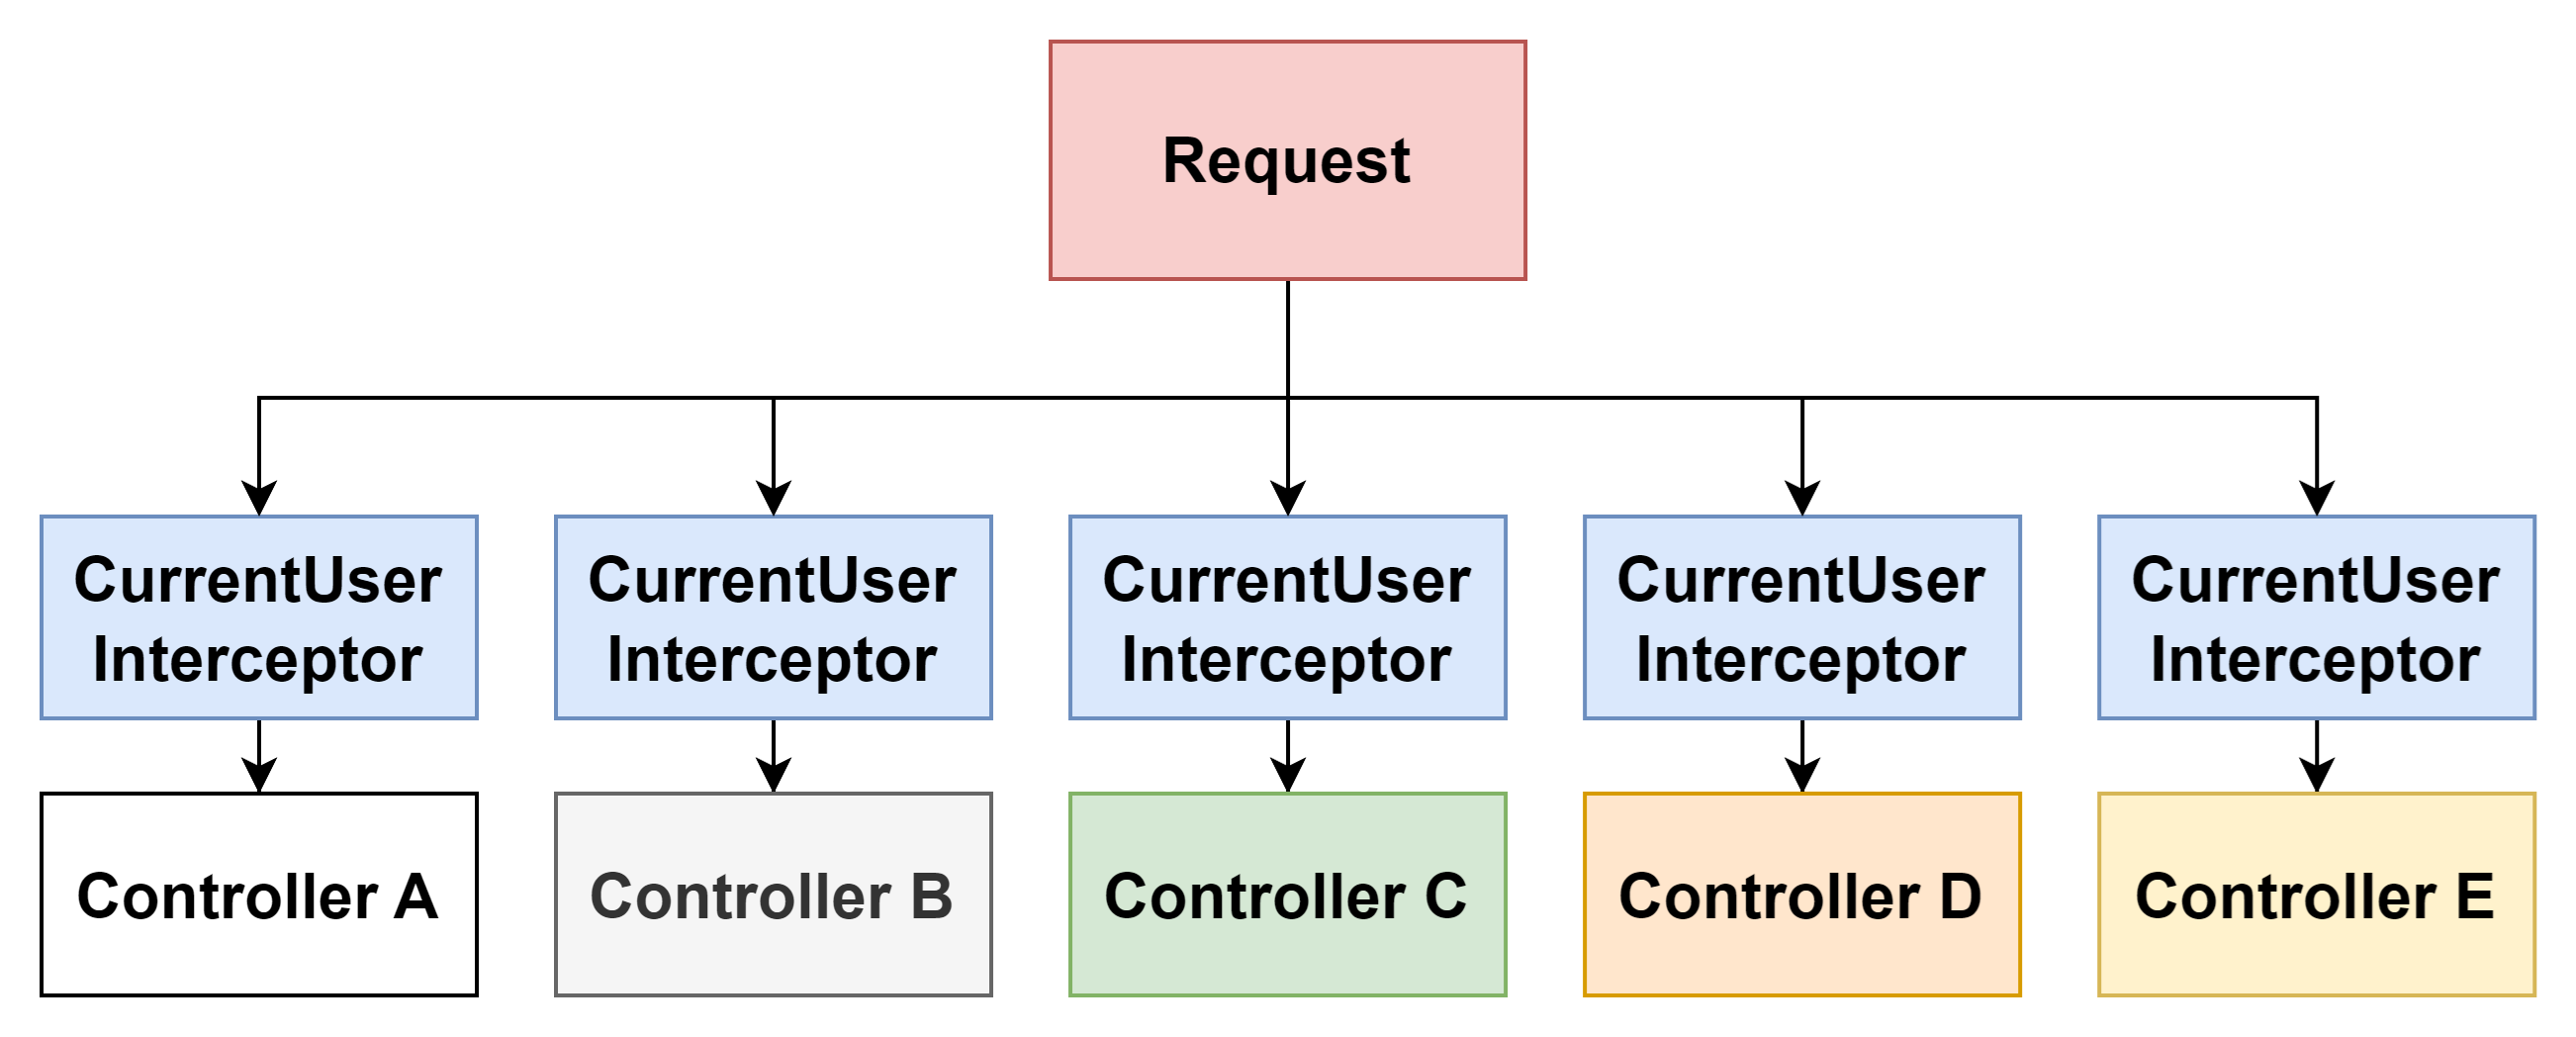 Request
CurrentUser
Interceptor
CurrentUser
Interceptor
CurrentUser
Interceptor
CurrentUser
Interceptor
CurrentUser
Interceptor
Controller A
Controller B
Controller C
Controller D
Controller E